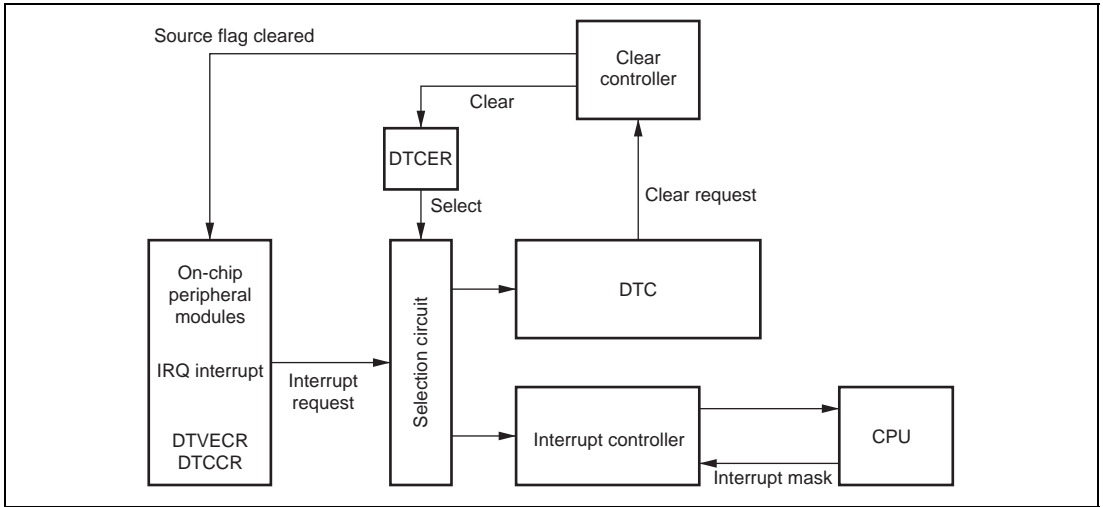 Source flag cleared
Clear
controller
Clear
DTCER
Select
Clear request
On-chip
peripheral
modules
IRQ interrupt
DTVECR
DTCCR
Interrupt
request
Selection circuit
DTC
Interrupt controller
CPU
Interrupt mask